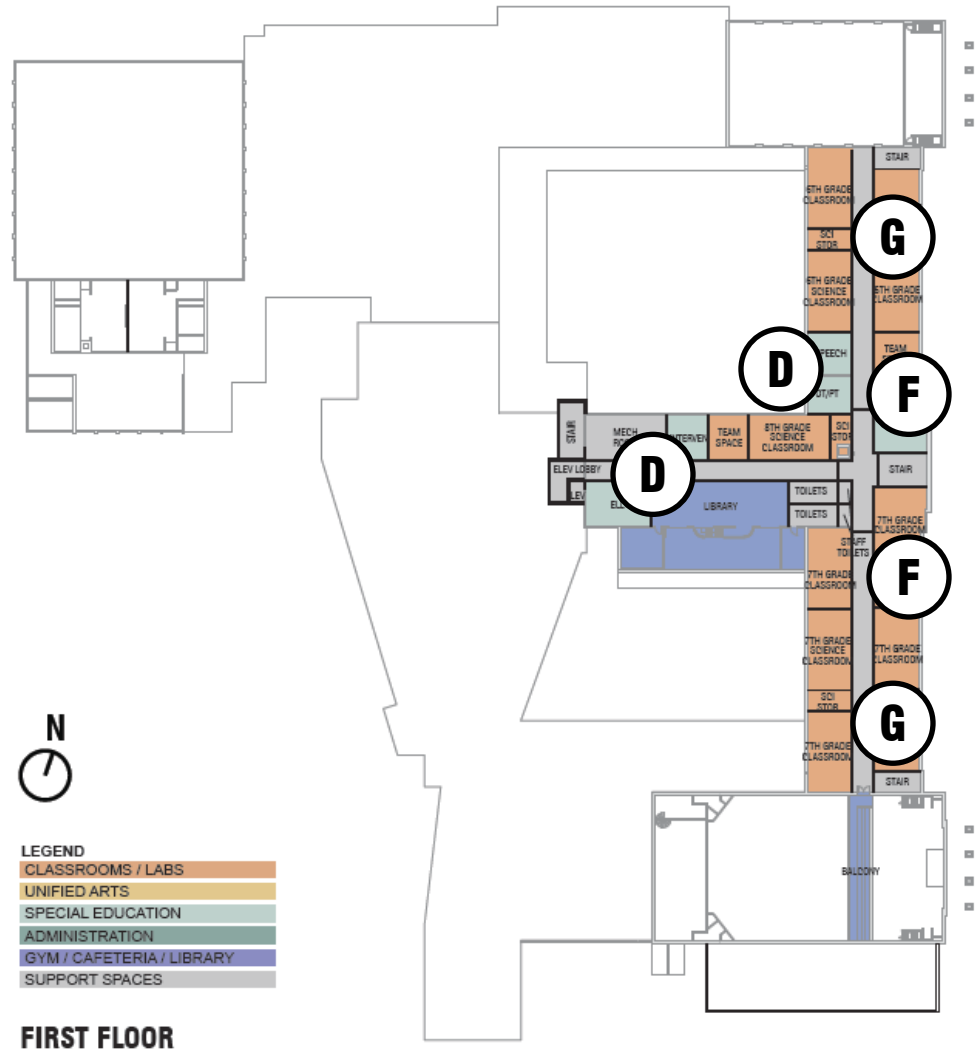 STAIR
6TH GRADE
CLASSROOM
G
SCI
STOR
6TH GRADE
SCIENCE
CLASSROOM
6TH GRADE
CLASSROOM
D
TEAM
F
OT/PT
STAIR
MECH
TEAM
SPACE
8TH GRADE
SCIENCE
CLASSROOM
SCI
STOR
ELEV LOBBY
D
STAIR
LIBRARY
TOILETS
TOILETS
7TH GRADE
CLASSROOM
STAFF
TOILETS
7TH GRADE
CLASSROOM
F
7TH GRADE
SCIENCE
CLASSROOM
7TH GRADE
CLASSROOM
SCI
STOR
G
7TH GRADE
CLASSROOM
STAIR
BALCONY
N
LEGEND
CLASSROOMS / LABS
UNIFIED ARTS
SPECIAL EDUCATION
ADMINISTRATION
GYM / CAFETERIA / LIBRARY
SUPPORT SPACES
FIRST FLOOR